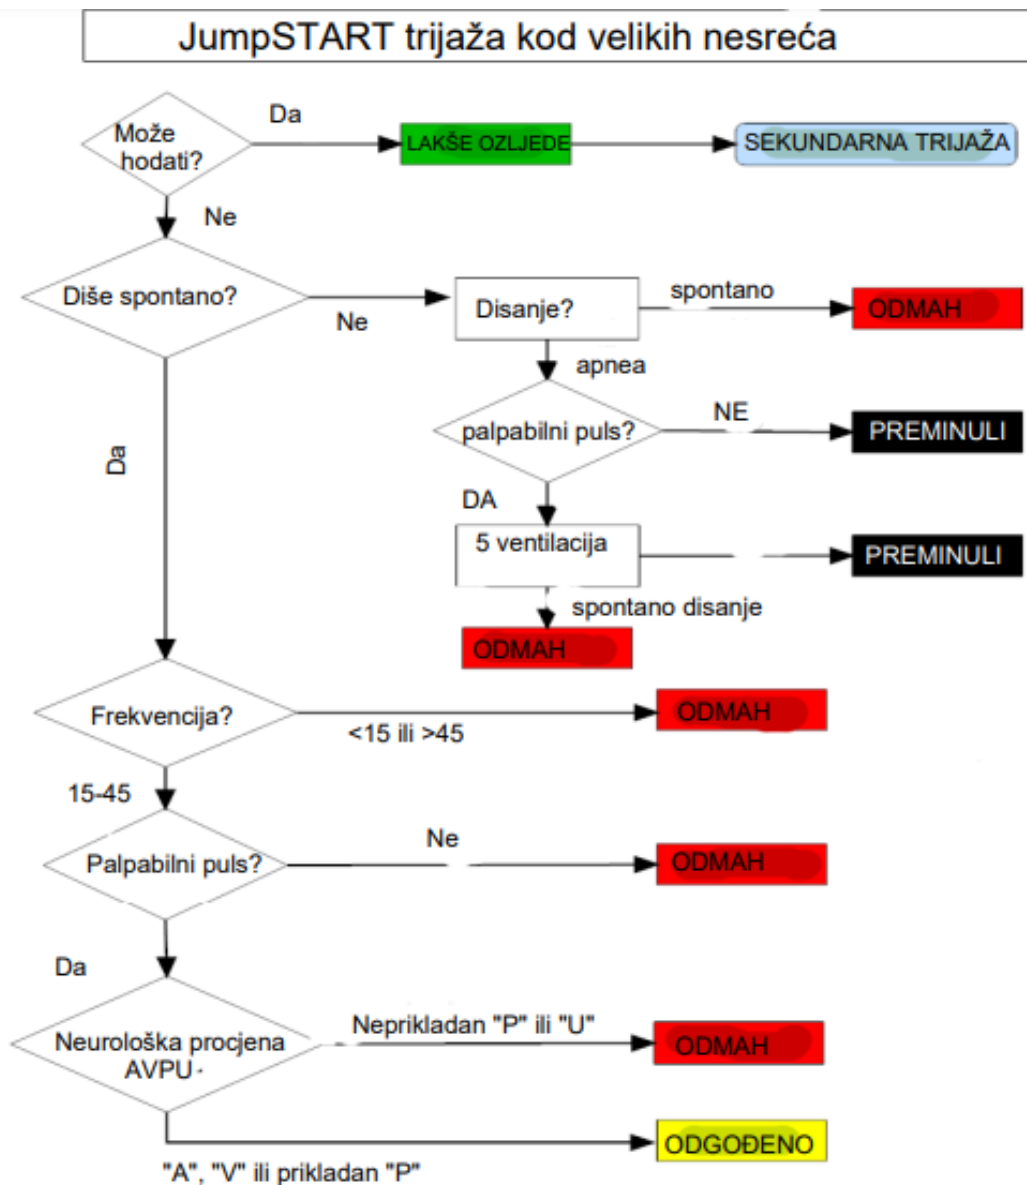 JumpSTART trijaža kod velikih nesreća
Može
hodati?
Da
LAKŠE OZLJEDE
SEKUNDARNA TRIJAŽA
Ne
Diše spontano?
Ne
Disanje?
spontano
ODMAH
apnea
palpabilni puls?
NE
PREMINULI
Da
DA
5 ventilacija
PREMINULI
spontano disanje
ODMAH
Frekvencija?
<15 ili >45
ODMAH
15-45
Palpabilni puls?
Ne
ODMAH
Da
Neurološka procjena
AVPU
Neprikladan "P" ili "U"
ODMAH
ODGOĐENO
"A", "V" ili prikladan "P"